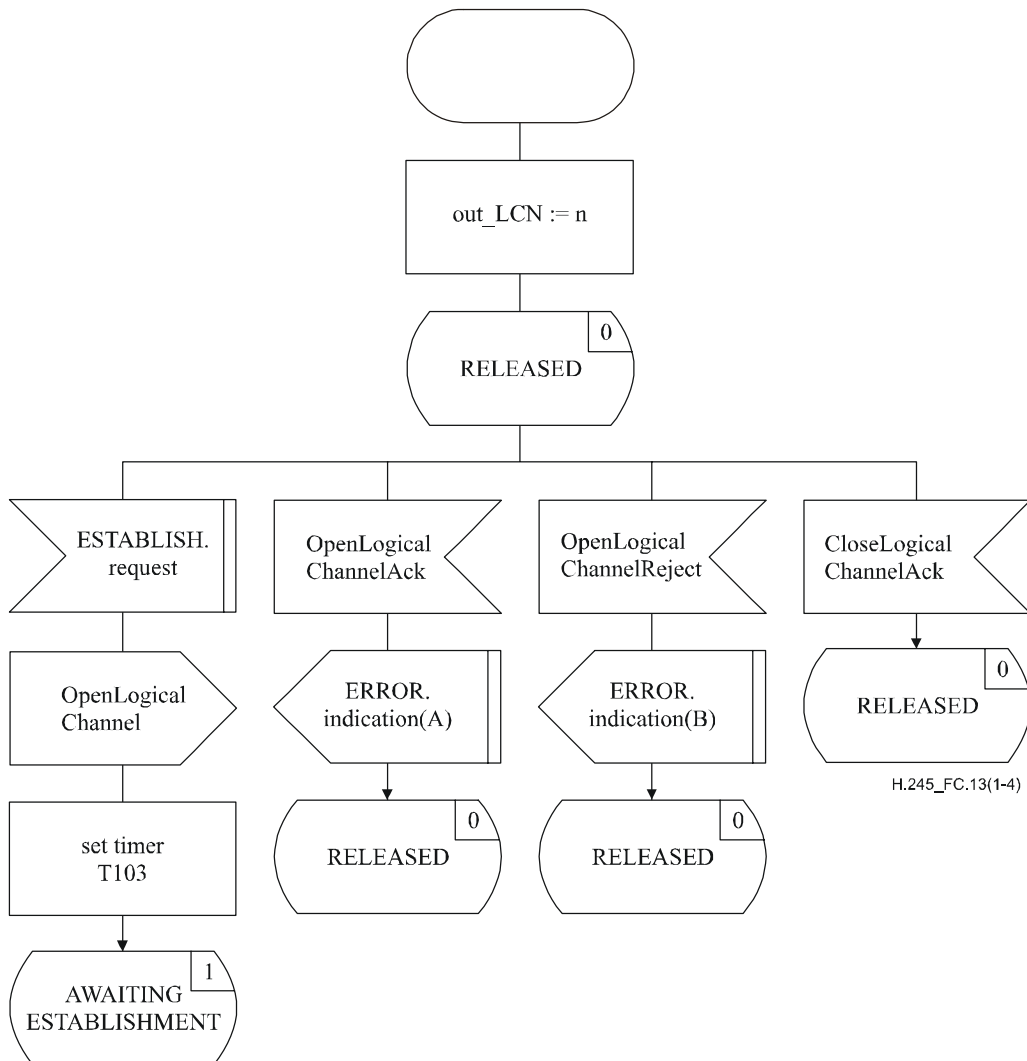 out_LCN := n
0
RELEASED
ESTABLISH.
request
OpenLogical
ChannelAck
OpenLogical
ChannelReject
CloseLogical
ChannelAck
OpenLogical
Channel
ERROR.
indication(A)
ERROR.
indication(B)
0
RELEASED
H.245_FC.13(1-4)
set timer
T103
0
RELEASED
0
RELEASED
1
AWAITING
ESTABLISHMENT